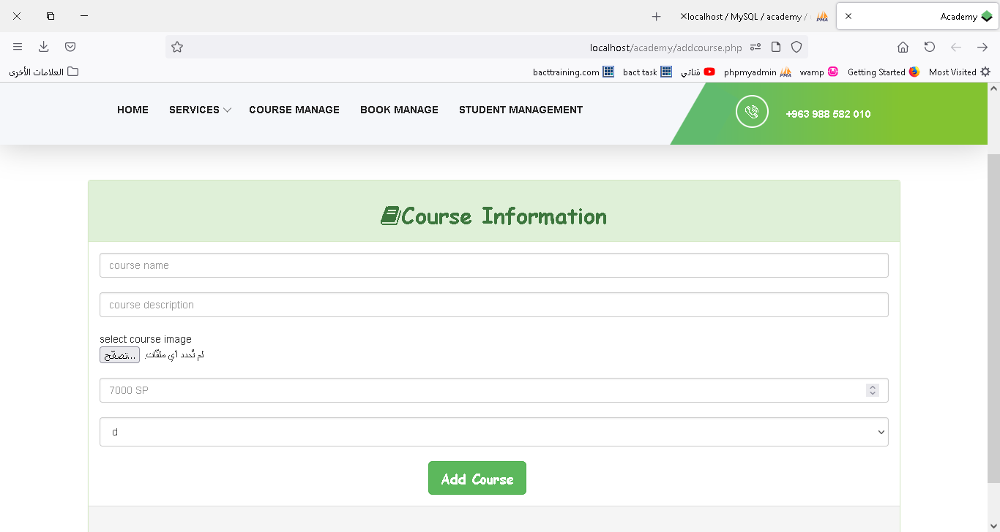 Academy
localhost / MySQL / academy /
localhost/academy/addcourse.php
Most Visited
Getting Started
wamp
phpmyadmin
قناتي
bact task
bacttraining.com
العلامات الأخرى
HOME SERVICES COURSE MANAGE BOOK MANAGE STUDENT MANAGEMENT
+963 988 582 010
Course Information
course name
course description
select course image
تصفّح... لم تُحدد أي ملفّات.
7000 SP
d
Add Course